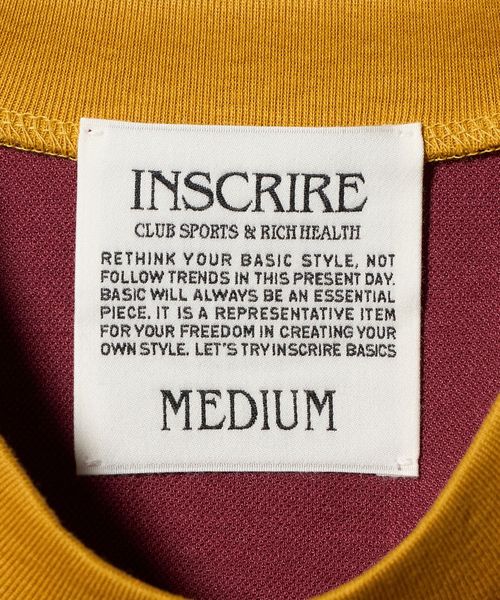 INSCRIRE
CLUB SPORTS & RICH HEALTH
RETHINK YOUR BASIC STYLE, NOT
FOLLOW TRENDS IN THIS PRESENT DAY.
BASIC WILL ALWAYS BE AN ESSENTIAL
PIECE. IT IS A REPRESENTATIVE ITEM
FOR YOUR FREEDOM IN CREATING YOUR
OWN STYLE. LET'S TRY INSCRIRE BASICS
MEDIUM